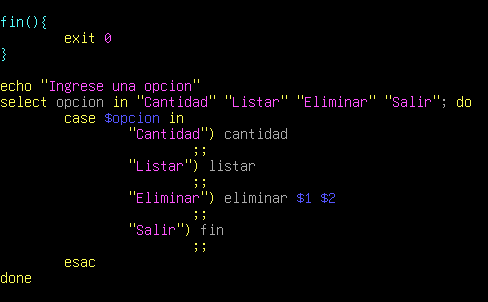 fin(){
        exit 0
}

echo "Ingrese una opcion"
select opcion in "Cantidad" "Listar" "Eliminar" "Salir"; do
        case $opcion in
                "Cantidad") cantidad
                        ;;
                "Listar") listar
                        ;;
                "Eliminar") eliminar $1 $2
                        ;;
                "Salir") fin
                        ;;
        esac
done